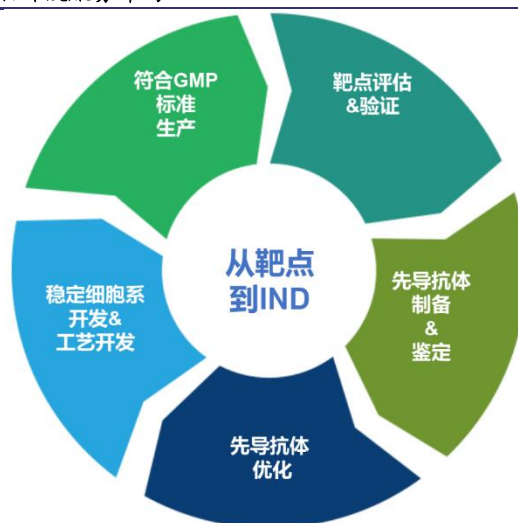 从靶点
到IND
靶点评估
&验证
先导抗体
制备
&
鉴定
先导抗体
优化
稳定细胞系
开发&
工艺开发
符合GMP
标准
生产